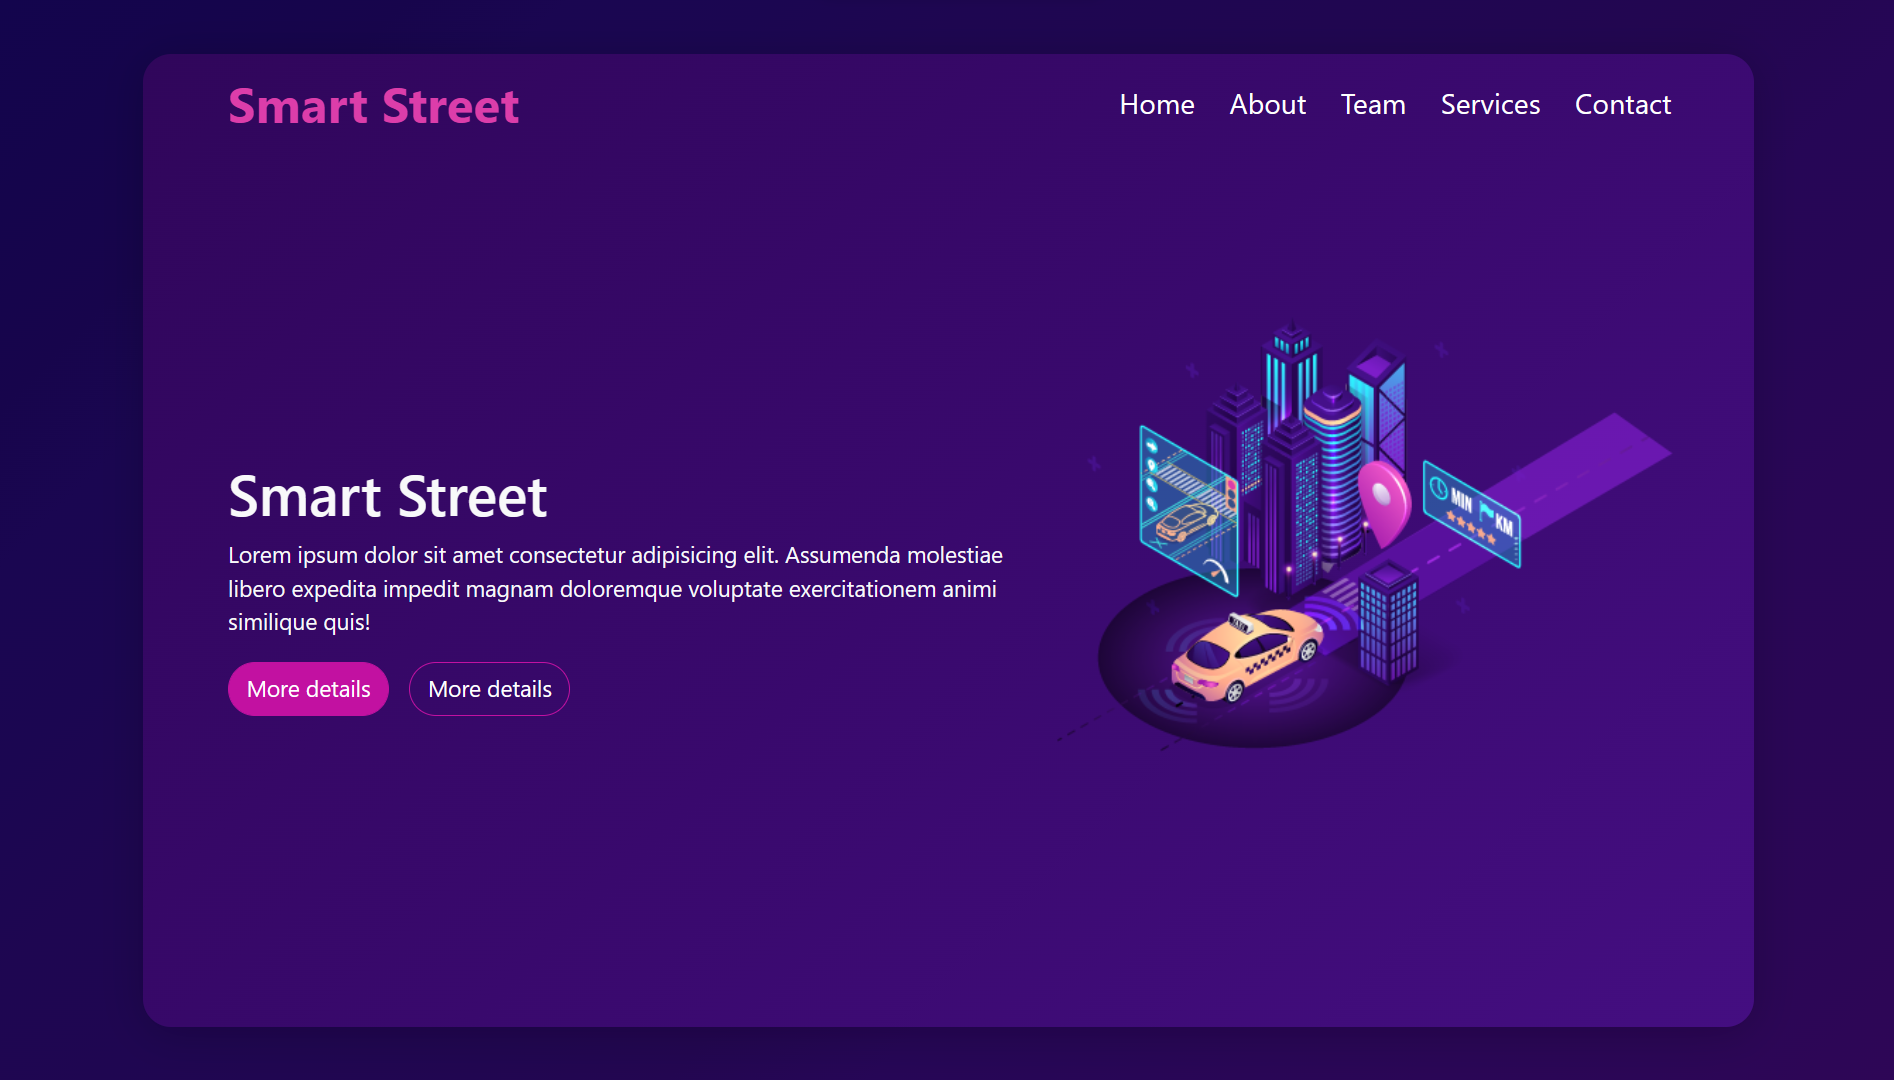 Smart Street
Home About Team Services Contact
Smart Street
Lorem ipsum dolor sit amet consectetur adipisicing elit. Assumenda molestiae
libero expedita impedit magnam doloremque voluptate exercitationem animi
similique quis!
More details More details
MIN KM
TAXI